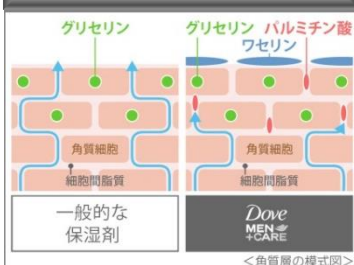 グリセリン
グリセリン パルミチン酸
ワセリン
角質細胞
細胞間脂質
角質細胞
細胞間脂質
一般的な
保湿剤
Dove
MEN
+CARE
<角質層の模式図>